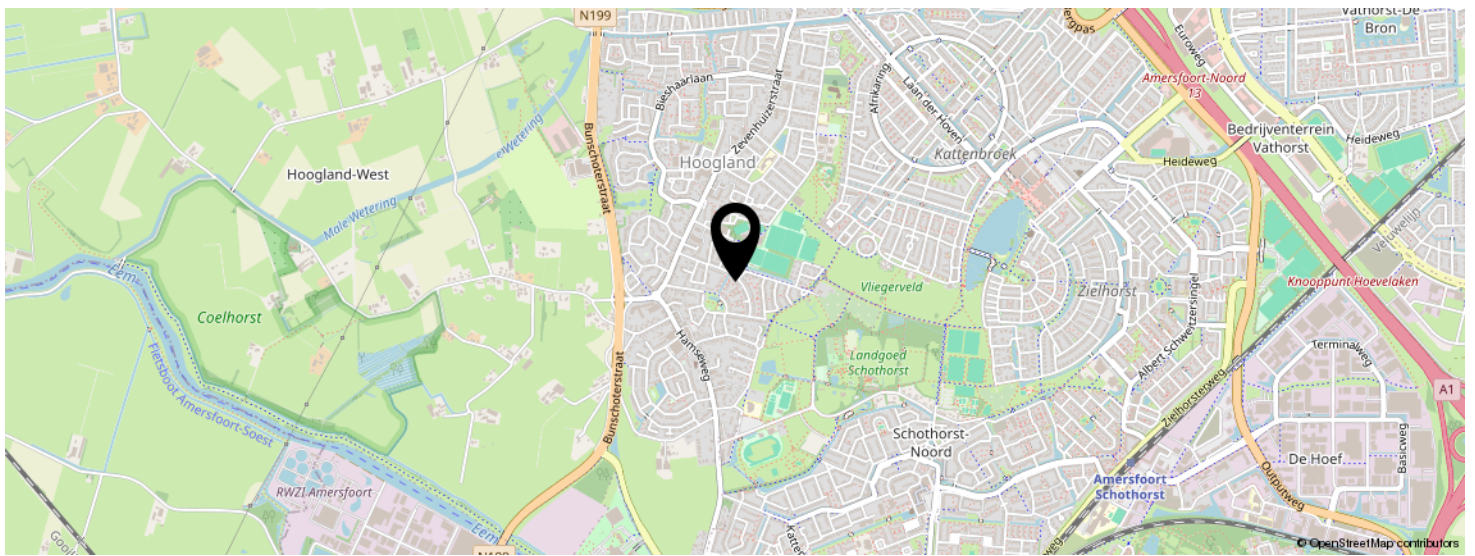 N199
Vathorst-De
Bron
Euroweg
Amersfoort-Noord
13
Bieshaarlaan
Zevenhuizerstraat
Afrikaring
Laan der Hoven
Bunschoterstraat
e Wetering
Bedrijventerrein
Vathorst
Heideweg
Heideweg
Hoogland
Kattenbroek
Hoogland-West
Male Wetering
Veluwelijn
Eem
Coelhorst
Vliegerveld
Zielhorst
Knooppunt Hoevelaken
Albert Schweitzersingel
Terminalweg
Hamseweg
Landgoed
Schothorst
Bunschoterstraat
Fietsboot Amersfoort-Soest
Zielhorsterweg
A1
Schothorst-
Noord
De Hoef
Basicweg
RWZI Amersfoort
Amersfoort
Schothorst
Outputweg
Eem
© OpenStreetMap contributors